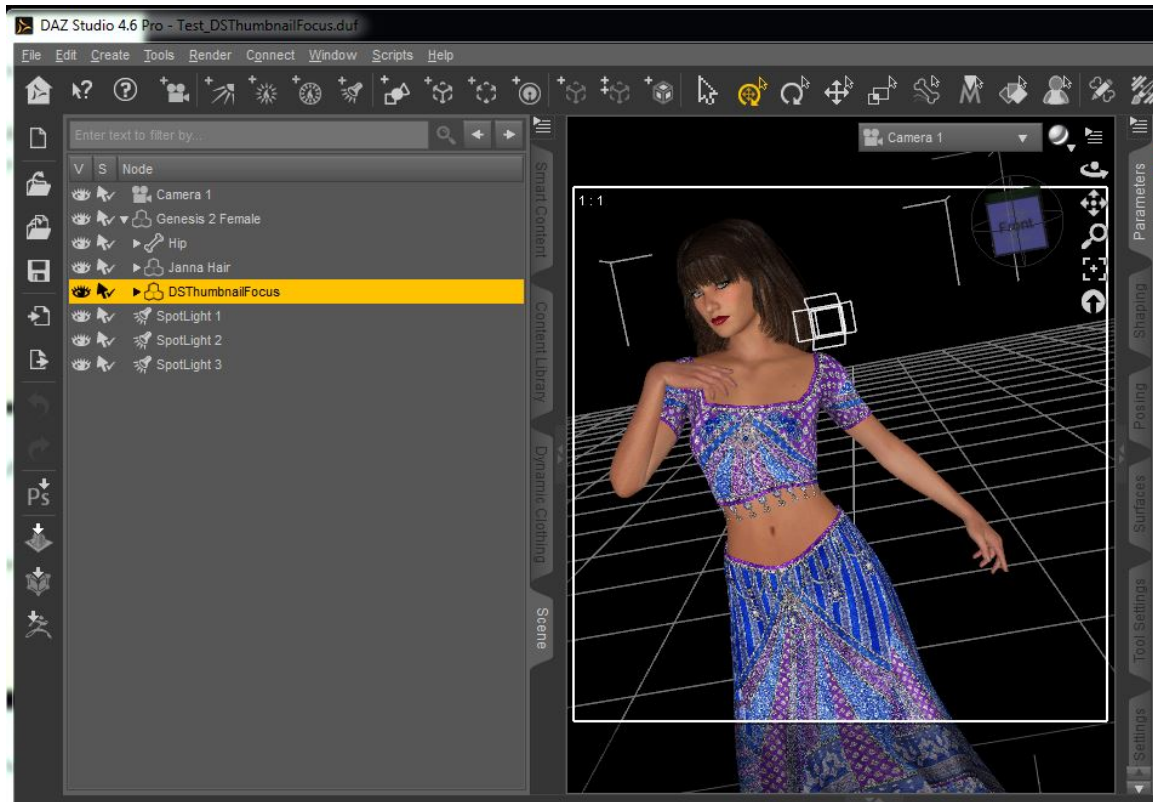 DAZ Studio 4.6 Pro - Test_DSThumbnailFocus.duf
File Edit Create Tools Render Connect Window Scripts Help
Enter text to filter by...
V S Node
Camera 1
Genesis 2 Female
Hip
Janna Hair
DSThumbnailFocus
SpotLight 1
SpotLight 2
SpotLight 3
Ps
Smart Content
Content Library
Dynamic Clothing
Scene
Camera 1
1 : 1
Front
Parameters
Shaping
Posing
Surfaces
Tool Settings
Settings